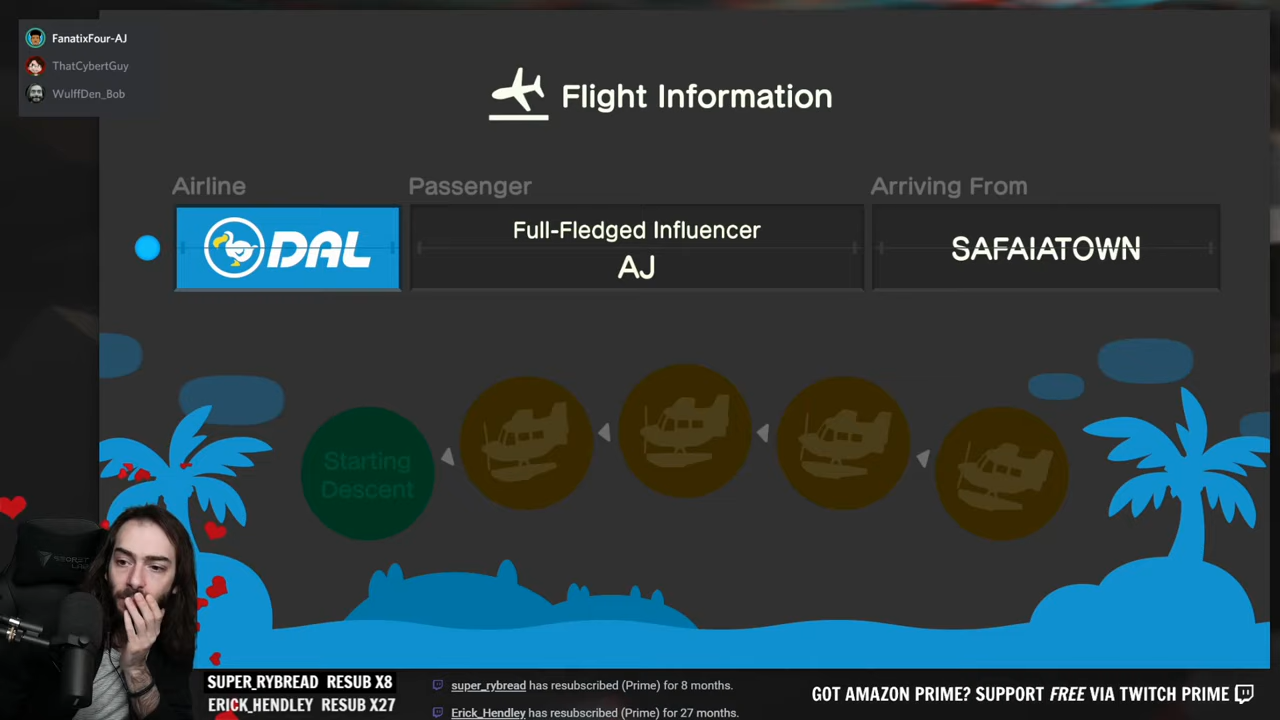 FanatixFour-AJ
ThatCybertGuy
WulffDen_Bob
Flight Information
Airline
Passenger
Arriving From
DAL
Full-Fledged Influencer
AJ
SAFAIATOWN
Starting
Descent
SUPER_RYBREAD RESUB X8
ERICK_HENDLEY RESUB X27
super_rybread has resubscribed (Prime) for 8 months.
Erick_Hendley has resubscribed (Prime) for 27 months.
GOT AMAZON PRIME? SUPPORT FREE VIA TWITCH PRIME